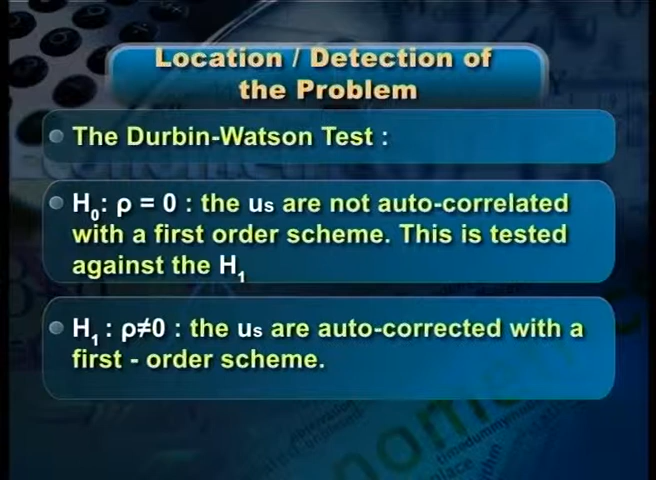 Location / Detection of
the Problem
The Durbin-Watson Test :
H₀: ρ = 0 : the us are not auto-correlated
with a first order scheme. This is tested
against the H₁
H₁ : ρ≠0 : the us are auto-corrected with a
first - order scheme.
nomen
timedummynum